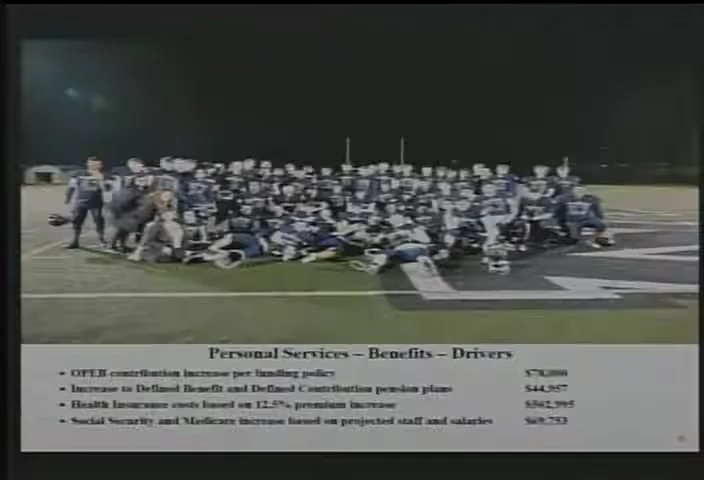 Personal Services – Benefits – Drivers
• OPEB contribution increase per funding policy
• Increase to Defined Benefit and Defined Contribution pension plans $44,957
• Health Insurance costs based on 12.5% premium increase
• Social Security and Medicare increase based on projected staff and salaries $69,753